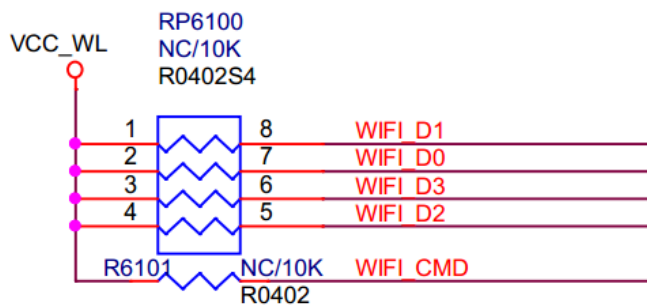 RP6100
NC/10K
VCC_WL
R0402S4
1 8 WIFI_D1
2 7 WIFI_D0
3 6 WIFI_D3
4 5 WIFI_D2
R6101 NC/10K WIFI_CMD
R0402